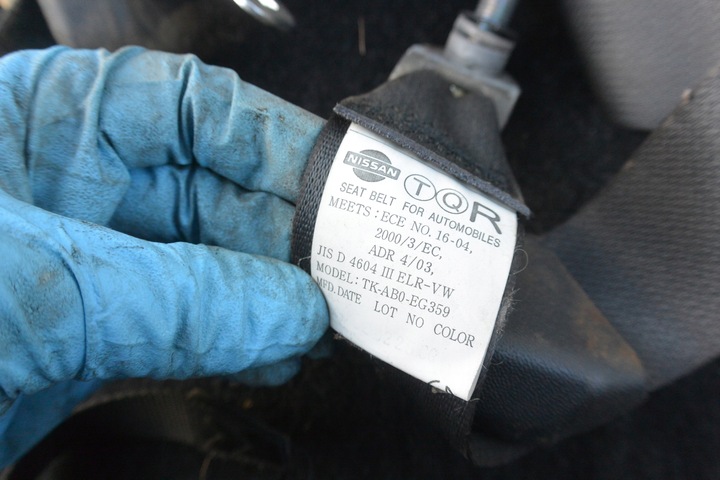 NISSAN TQR
SEAT BELT FOR AUTOMOBILES
MEETS : ECE NO. 16-04,
2000/3/EC,
ADR 4/03,
JIS D 4604 III ELR-VW
MODEL: TK-AB0-EG359
MFD.DATE LOT NO COLOR